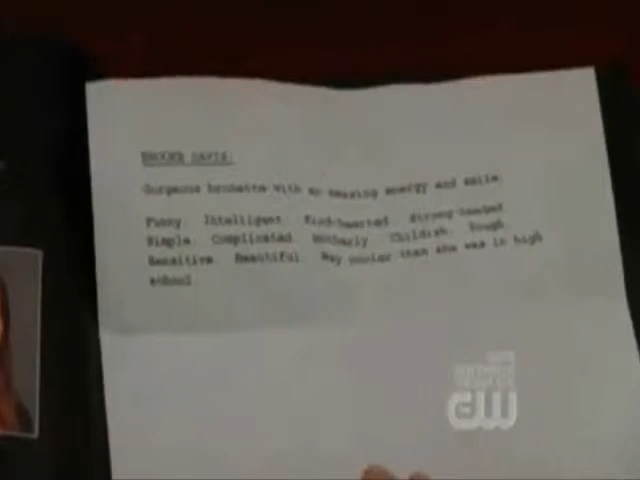 BROOKE DAVIS:
Gorgeous brunette with an amazing energy and smile.
Funny Intelligent Kind-hearted Strong-headed
Simple Complicated Motherly Childish Tough
Sensitive Beautiful Way cooler than she was in high
school
CW